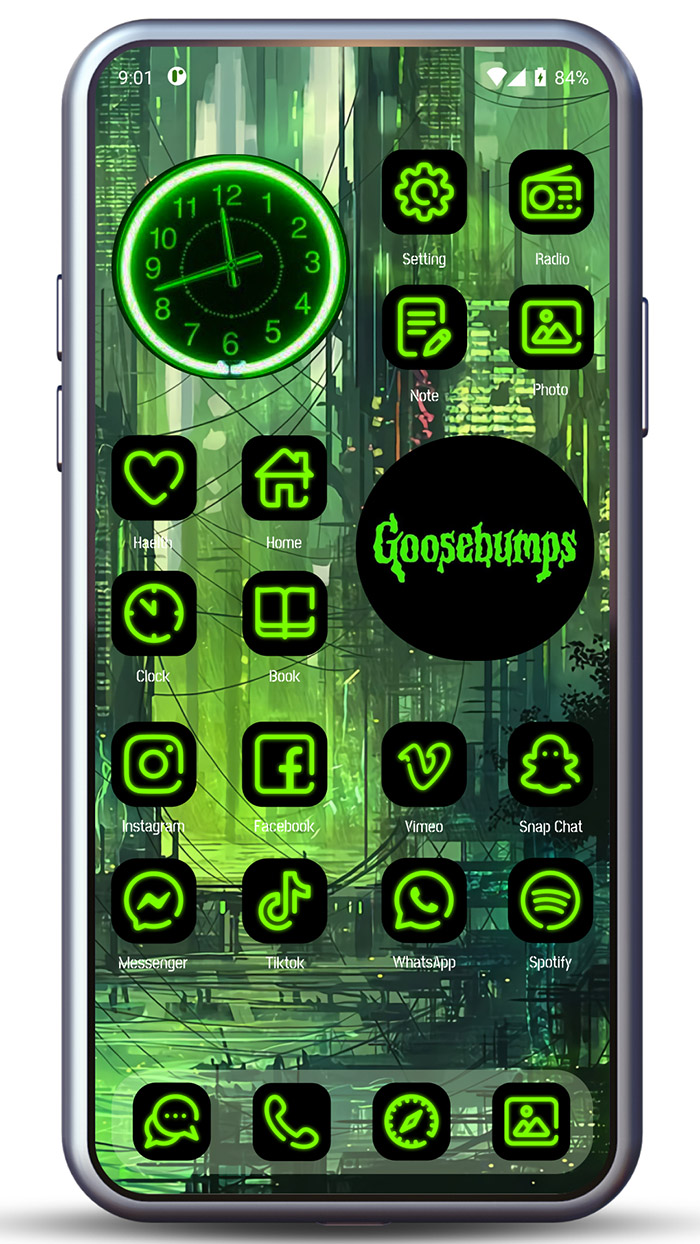 9:01
84%
12
11 1
10 2
9 3
8 4
7 5
6
Setting Radio
Note Photo
Haelth Home
Goosebumps
Clock Book
Instagram Facebook Vimeo Snap Chat
Messenger Tiktok WhatsApp Spotify